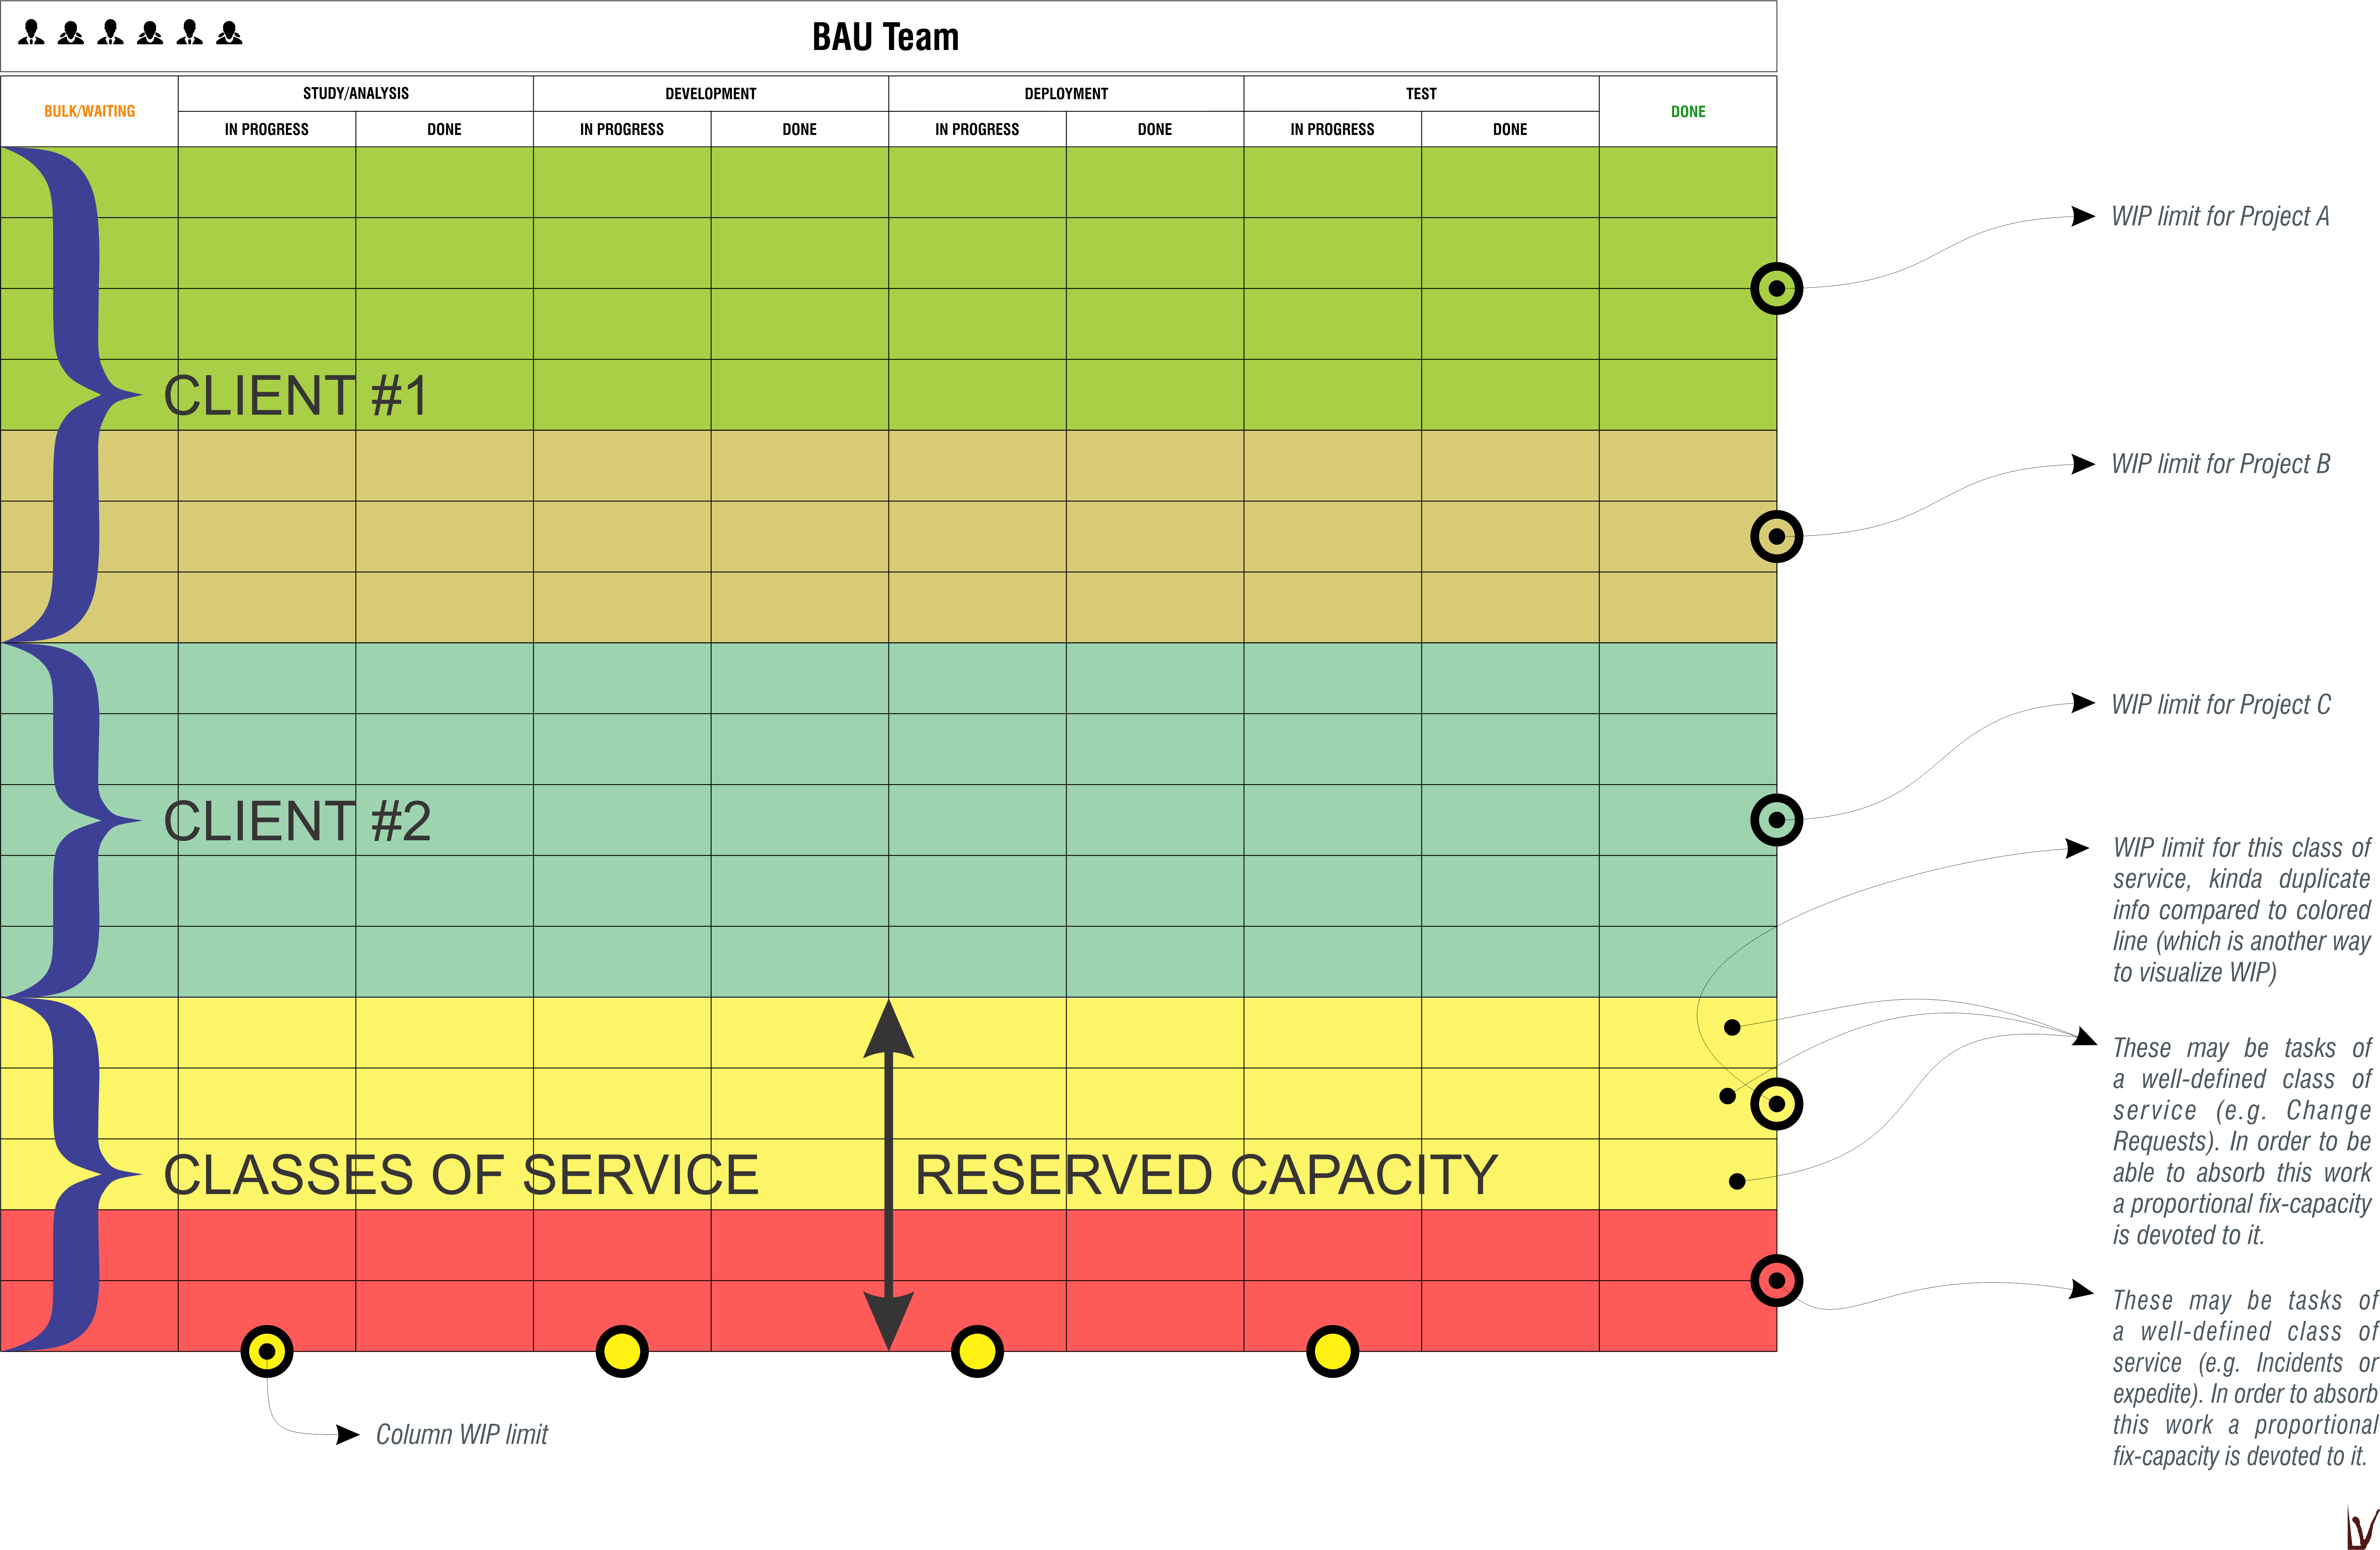 BAU Team
BULK/WAITING
STUDY/ANALYSIS
DEVELOPMENT
DEPLOYMENT
TEST
DONE
IN PROGRESS
DONE
IN PROGRESS
DONE
IN PROGRESS
DONE
IN PROGRESS
DONE
WIP limit for Project A
CLIENT #1
WIP limit for Project B
WIP limit for Project C
CLIENT #2
WIP limit for this class of
service, kinda duplicate
info compared to colored
line (which is another way
to visualize WIP)
These may be tasks of
a well-defined class of
service (e.g. Change
Requests). In order to be
able to absorb this work
a proportional fix-capacity
is devoted to it.
CLASSES OF SERVICE
RESERVED CAPACITY
These may be tasks of
a well-defined class of
service (e.g. Incidents or
expedite). In order to absorb
this work a proportional
fix-capacity is devoted to it.
Column WIP limit